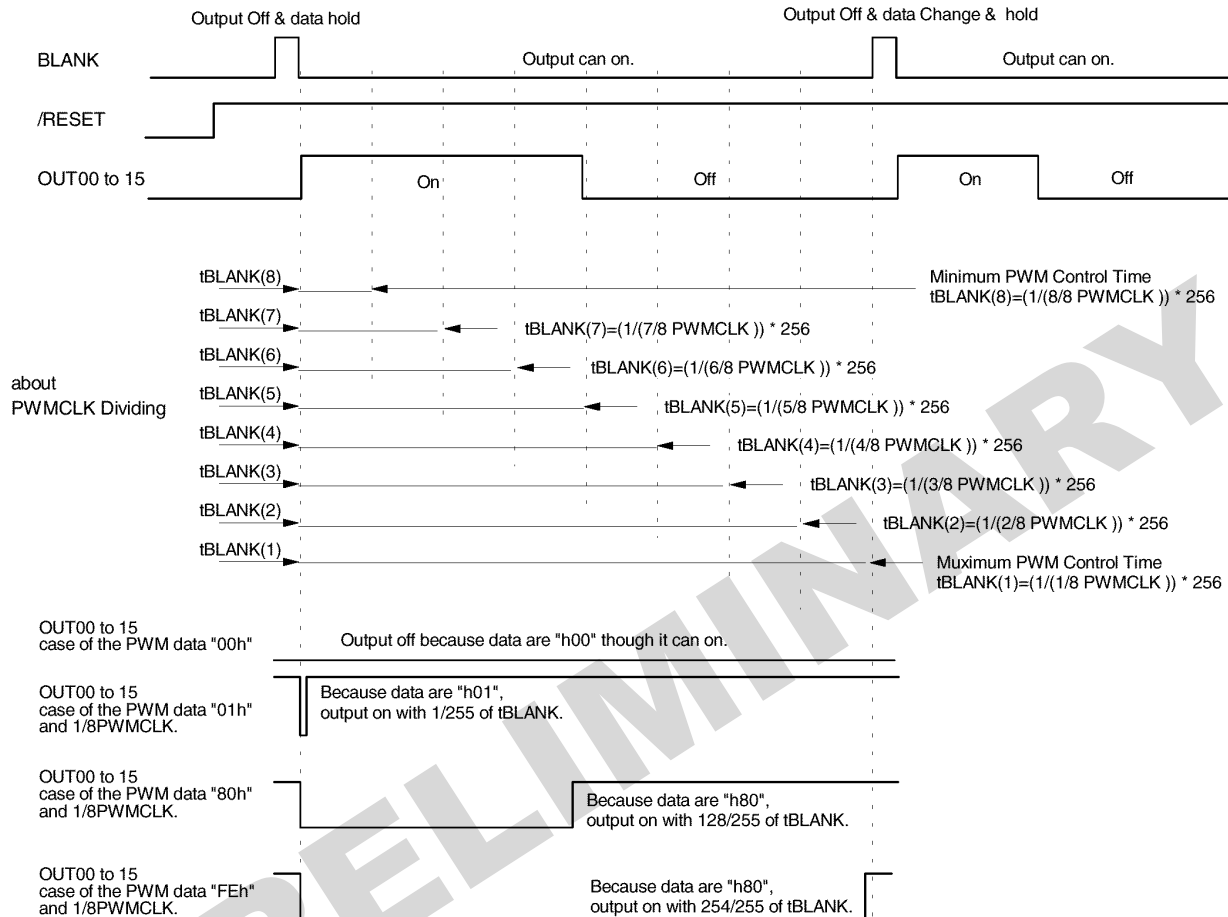 Output Off & data hold
Output Off & data Change & hold
BLANK
Output can on.
Output can on.
/RESET
OUT00 to 15
On
Off
On
Off
tBLANK(8)
Minimum PWM Control Time
tBLANK(8)=(1/(8/8 PWMCLK )) * 256
tBLANK(7)
tBLANK(7)=(1/(7/8 PWMCLK )) * 256
tBLANK(6)
tBLANK(6)=(1/(6/8 PWMCLK )) * 256
about
PWMCLK Dividing
tBLANK(5)
tBLANK(5)=(1/(5/8 PWMCLK )) * 256
tBLANK(4)
tBLANK(4)=(1/(4/8 PWMCLK )) * 256
tBLANK(3)
tBLANK(3)=(1/(3/8 PWMCLK )) * 256
tBLANK(2)
tBLANK(2)=(1/(2/8 PWMCLK )) * 256
tBLANK(1)
Muximum PWM Control Time
tBLANK(1)=(1/(1/8 PWMCLK )) * 256
OUT00 to 15
case of the PWM data "00h"
Output off because data are "h00" though it can on.
OUT00 to 15
case of the PWM data "01h"
and 1/8PWMCLK.
Because data are "h01",
output on with 1/255 of tBLANK.
OUT00 to 15
case of the PWM data "80h"
and 1/8PWMCLK.
Because data are "h80",
output on with 128/255 of tBLANK.
OUT00 to 15
case of the PWM data "FEh"
and 1/8PWMCLK.
Because data are "h80",
output on with 254/255 of tBLANK.
PRELIMINARY